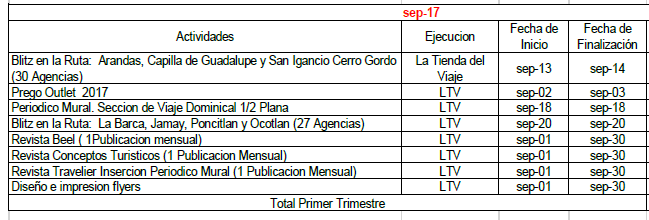 sep-17
Actividades Ejecucion Fecha de Inicio Fecha de Finalización
Blitz en la Ruta: Arandas, Capilla de Guadalupe y San Igancio Cerro Gordo (30 Agencias) La Tienda del Viaje sep-13 sep-14
Prego Outlet 2017 LTV sep-02 sep-03
Periodico Mural. Seccion de Viaje Dominical 1/2 Plana LTV sep-18 sep-18
Blitz en la Ruta: La Barca, Jamay, Poncitlan y Ocotlan (27 Agencias) LTV sep-20 sep-20
Revista Beel ( 1Publicacion mensual) LTV sep-01 sep-30
Revista Conceptos Turisticos (1 Publicacion Mensual) LTV sep-01 sep-30
Revista Travelier Insercion Periodico Mural (1 Publicacion Mensual) LTV sep-01 sep-30
Diseño e impresion flyers LTV sep-01 sep-30
Total Primer Trimestre